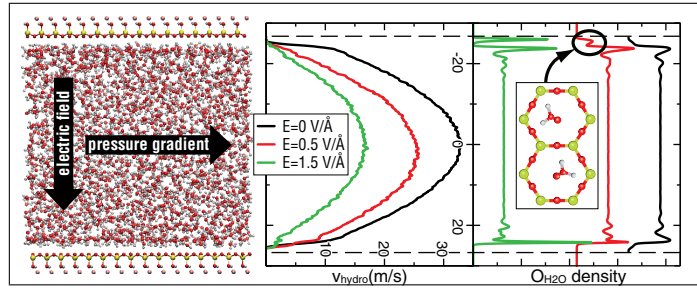 electric field
pressure gradient
E=0 V/Å
E=0.5 V/Å
E=1.5 V/Å
10
20
30
v_hydro(m/s)
-20
0
20
O_H2O density